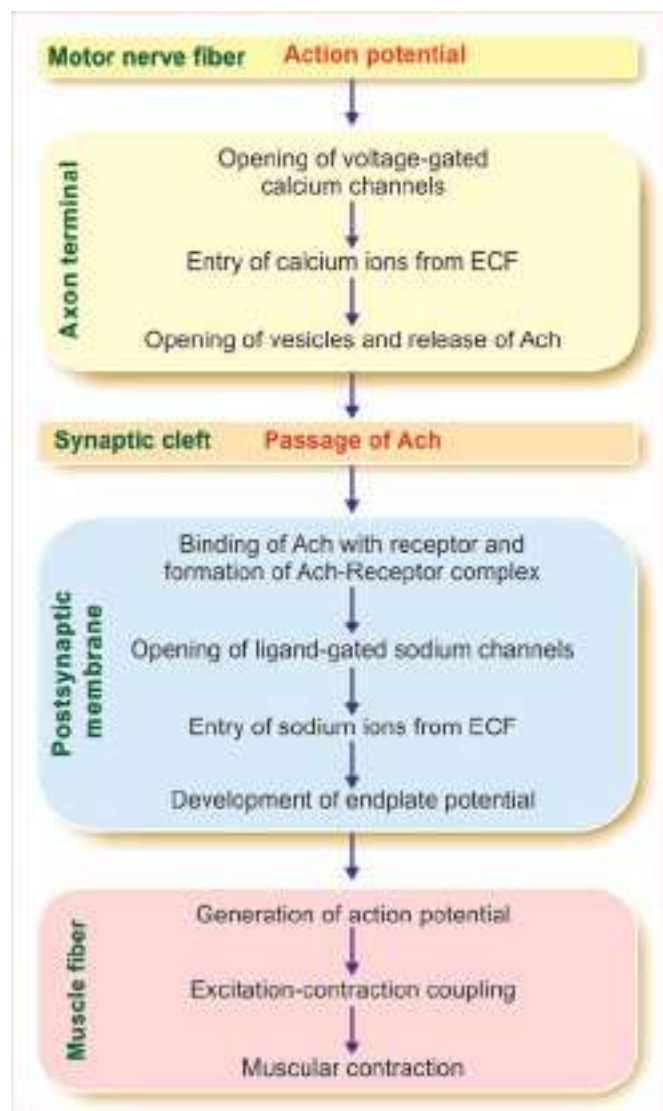 Motor nerve fiber Action potential
Axon terminal
Opening of voltage-gated
calcium channels
Entry of calcium ions from ECF
Opening of vesicles and release of Ach
Synaptic cleft Passage of Ach
Postsynaptic
membrane
Binding of Ach with receptor and
formation of Ach-Receptor complex
Opening of ligand-gated sodium channels
Entry of sodium ions from ECF
Development of endplate potential
Muscle fiber
Generation of action potential
Excitation-contraction coupling
Muscular contraction